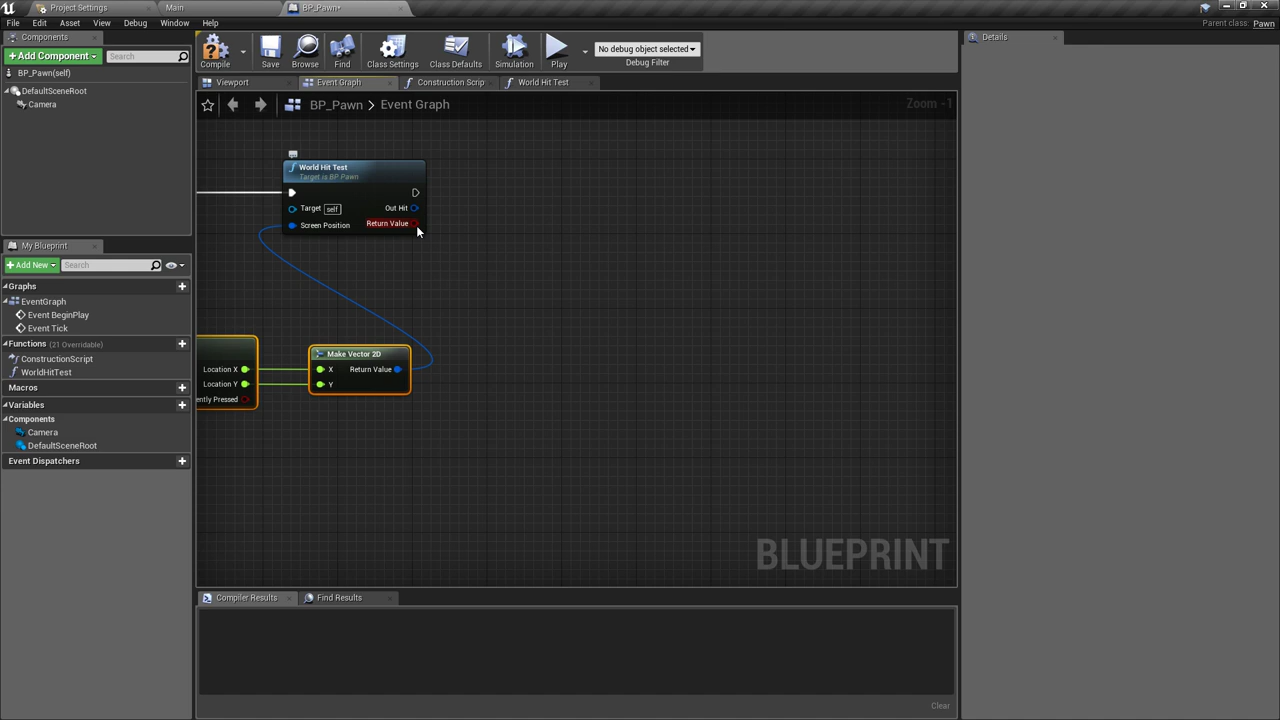 Project Settings
Main
BP_Pawn*
File Edit Asset View Debug Window Help
Parent class: Pawn
Components
+Add Component
Search
BP_Pawn(self)
DefaultSceneRoot
Camera
Compile
Save
Browse
Find
Class Settings
Class Defaults
Simulation
Play
No debug object selected
Debug Filter
Details
Viewport
Event Graph
Construction Scrip
World Hit Test
BP_Pawn > Event Graph
Zoom -1
World Hit Test
Target is BP Pawn
Target self
Out Hit
Screen Position
Return Value
Location X
Location Y
ently Pressed
Make Vector 2D
X
Return Value
Y
My Blueprint
+Add New
Search
Graphs
EventGraph
Event BeginPlay
Event Tick
Functions (21 Overridable)
ConstructionScript
WorldHitTest
Macros
Variables
Components
Camera
DefaultSceneRoot
Event Dispatchers
BLUEPRINT
Compiler Results
Find Results
Clear